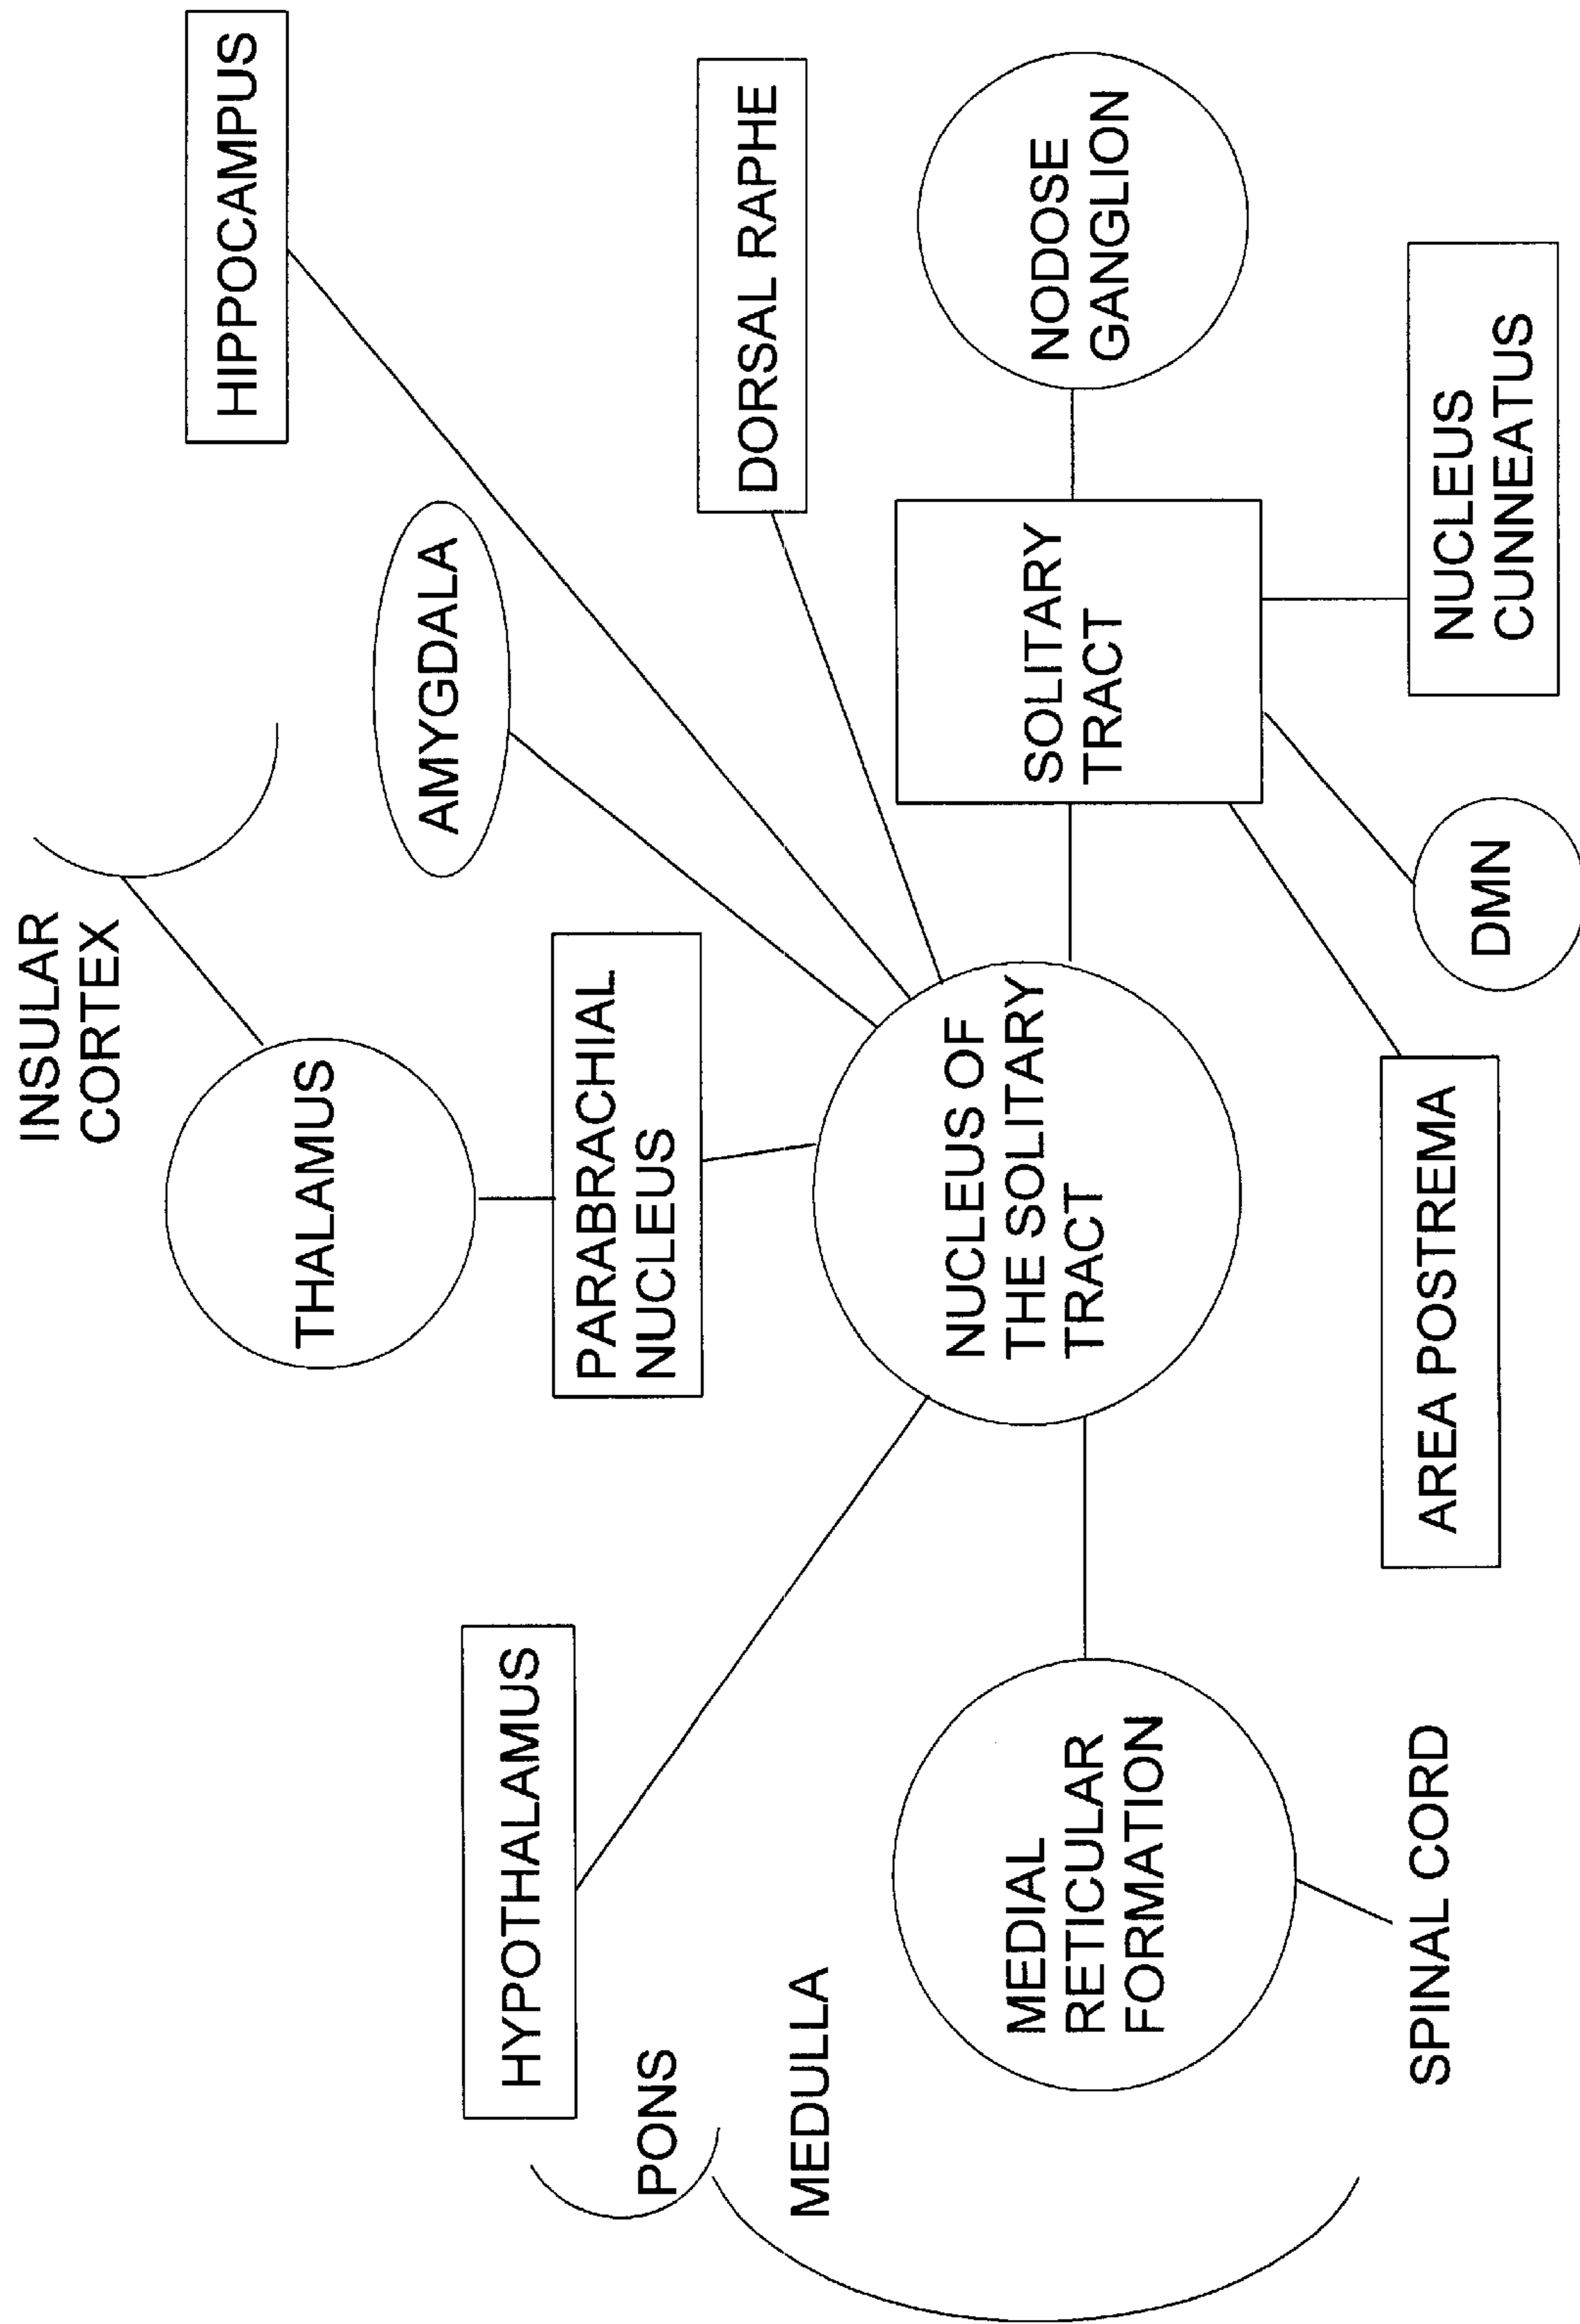 INSULAR
CORTEX
HIPPOCAMPUS
THALAMUS
AMYGDALA
HYPOTHALAMUS
PARABRACHIAL
NUCLEUS
DORSAL RAPHE
PONS
MEDULLA
NUCLEUS OF
THE SOLITARY
TRACT
SOLITARY
TRACT
NODOSE
GANGLION
MEDIAL
RETICULAR
FORMATION
SPINAL CORD
AREA POSTREMA
DMN
NUCLEUS
CUNNEATUS